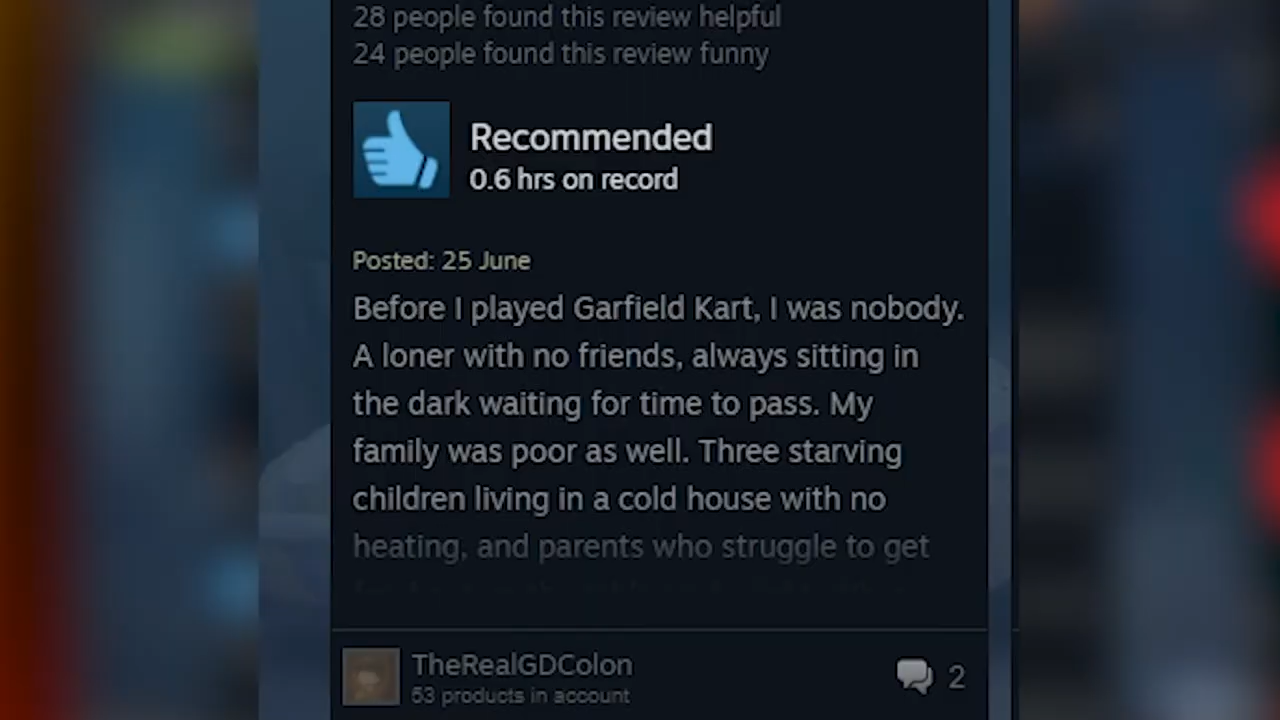 28 people found this review helpful
24 people found this review funny
Recommended
0.6 hrs on record
Posted: 25 June
Before I played Garfield Kart, I was nobody.
A loner with no friends, always sitting in
the dark waiting for time to pass. My
family was poor as well. Three starving
children living in a cold house with no
heating, and parents who struggle to get
TheRealGDColon
2
53 products in account